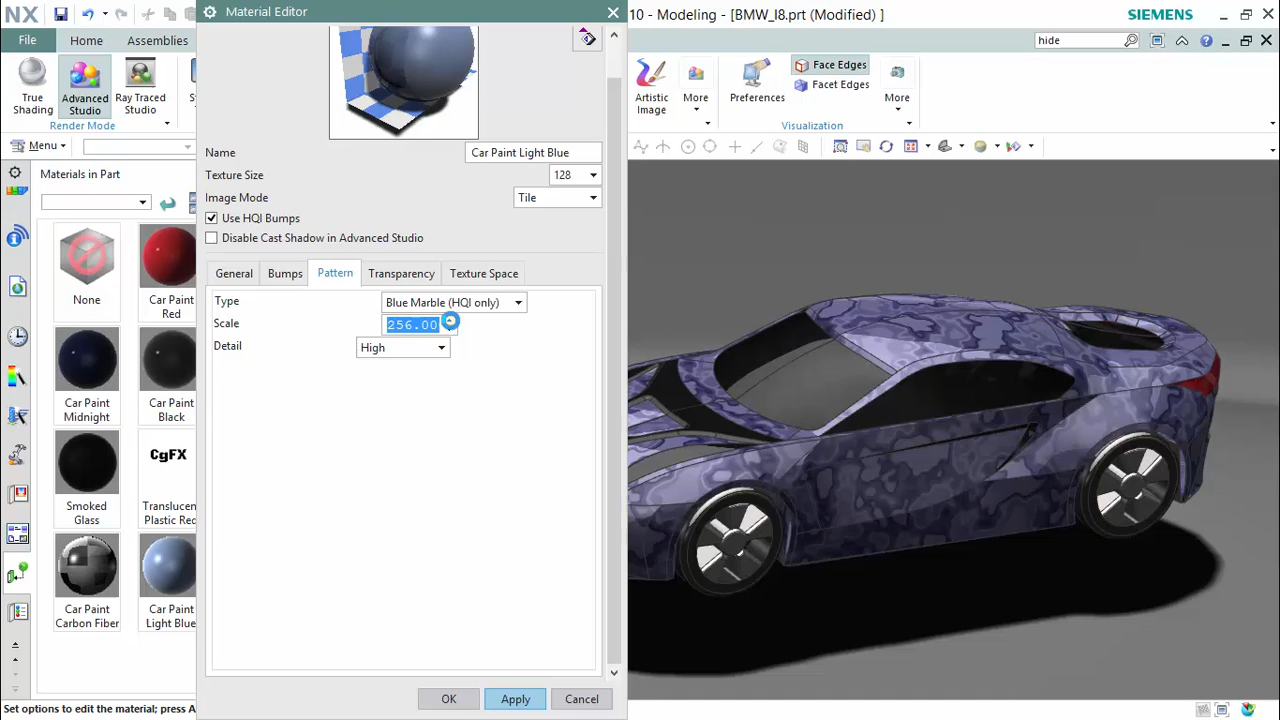 NX
Material Editor
10 - Modeling - [BMW_I8.prt (Modified) ]
SIEMENS
File
Home
Assemblies
hide
True
Shading
Advanced
Studio
Ray Traced
Studio
Render Mode
Artistic
Image
More
Preferences
Face Edges
Facet Edges
More
Visualization
Menu
Name
Car Paint Light Blue
Texture Size
128
Image Mode
Tile
Use HQI Bumps
Disable Cast Shadow in Advanced Studio
General
Bumps
Pattern
Transparency
Texture Space
Type
Blue Marble (HQI only)
Scale
256.00
Detail
High
Materials in Part
None
Car Paint
Red
Car Paint
Midnight
Car Paint
Black
CgFX
Smoked
Glass
Translucen
Plastic Red
Car Paint
Carbon Fiber
Car Paint
Light Blue
OK
Apply
Cancel
Set options to edit the material; press A